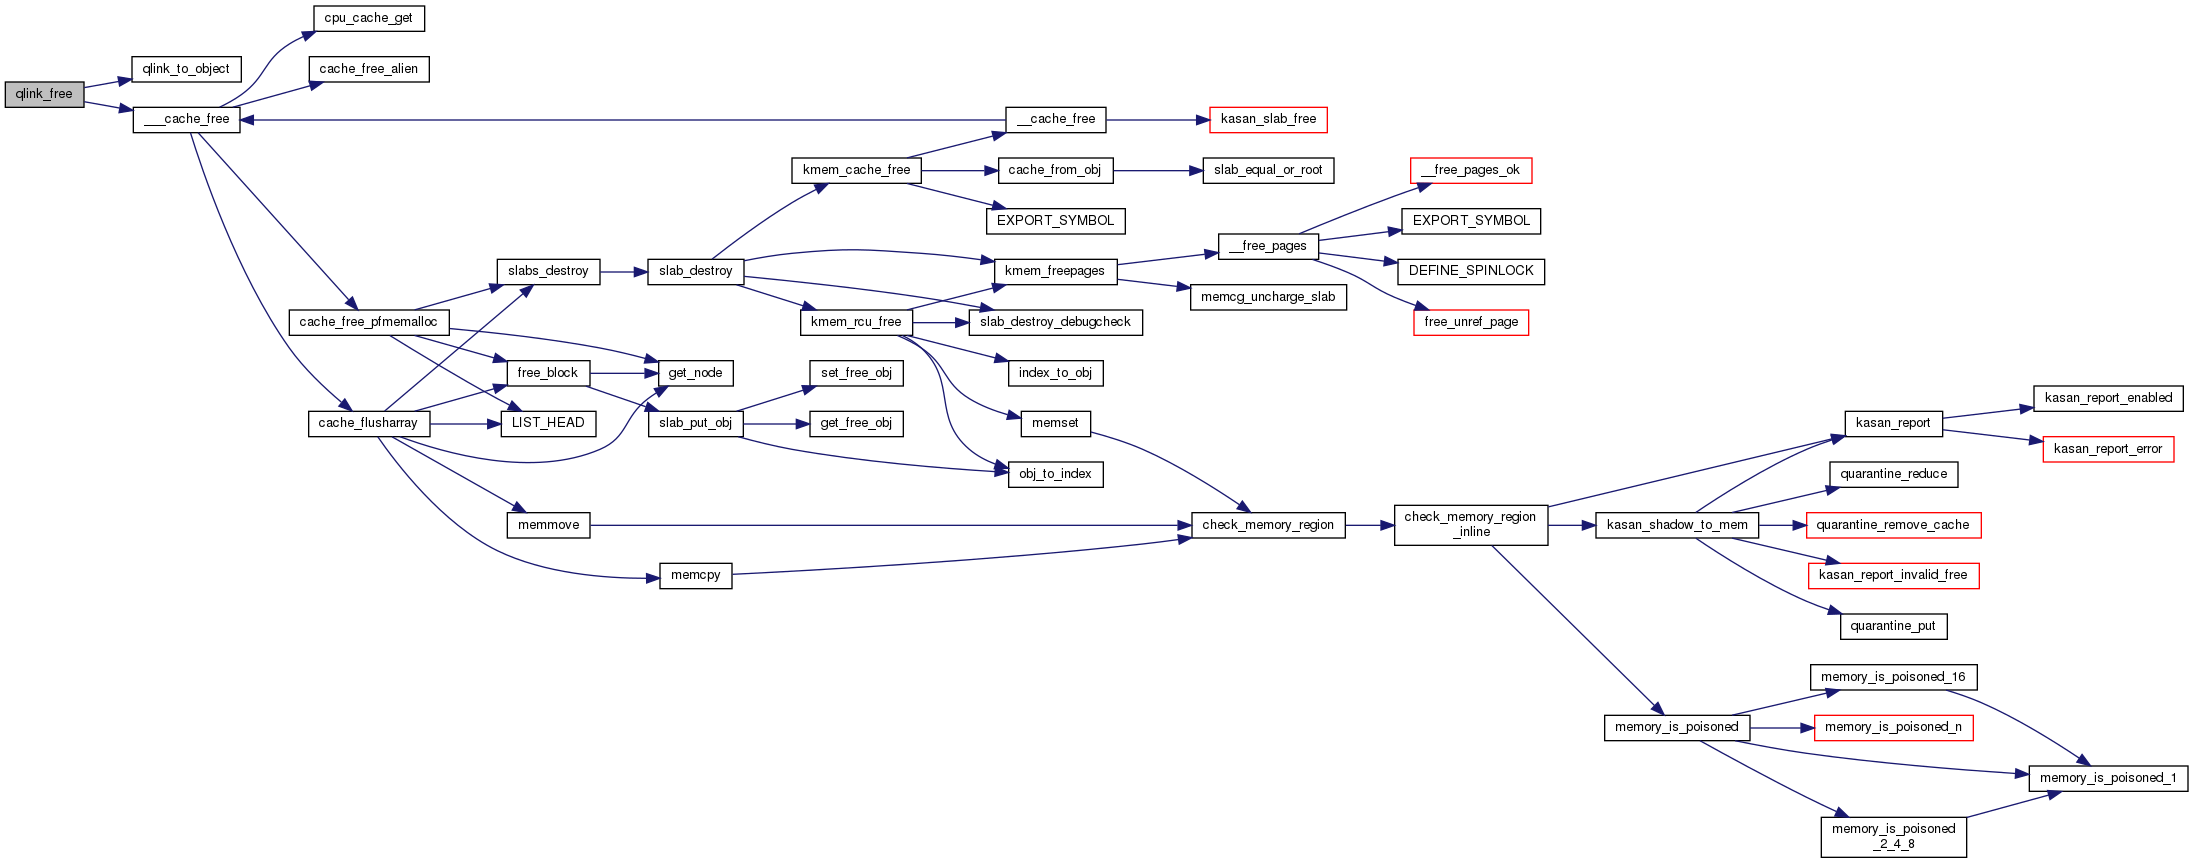 cpu_cache_get
qlink_to_object
cache_free_alien
qlink_free
___cache_free
__cache_free
kasan_slab_free
kmem_cache_free
cache_from_obj
slab_equal_or_root
__free_pages_ok
EXPORT_SYMBOL
EXPORT_SYMBOL
__free_pages
slabs_destroy
slab_destroy
kmem_freepages
DEFINE_SPINLOCK
memcg_uncharge_slab
cache_free_pfmemalloc
kmem_rcu_free
slab_destroy_debugcheck
free_unref_page
free_block
get_node
set_free_obj
index_to_obj
kasan_report_enabled
cache_flusharray
LIST_HEAD
slab_put_obj
get_free_obj
memset
kasan_report
kasan_report_error
obj_to_index
quarantine_reduce
memmove
check_memory_region
check_memory_region
_inline
kasan_shadow_to_mem
quarantine_remove_cache
memcpy
kasan_report_invalid_free
quarantine_put
memory_is_poisoned_16
memory_is_poisoned
memory_is_poisoned_n
memory_is_poisoned_1
memory_is_poisoned
_2_4_8